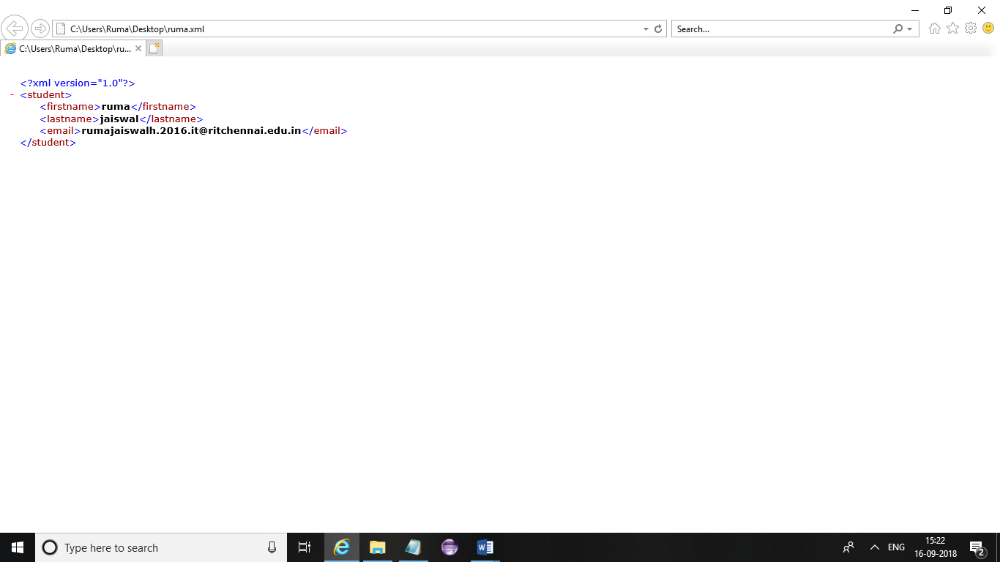 C:\Users\Ruma\Desktop\ruma.xml
Search...
C:\Users\Ruma\Desktop\ru...
<?xml version="1.0"?>
- <student>
<firstname>ruma</firstname>
<lastname>jaiswal</lastname>
<email>rumajaiswalh.2016.it@ritchennai.edu.in</email>
</student>
Type here to search
ENG
15:22
16-09-2018
2